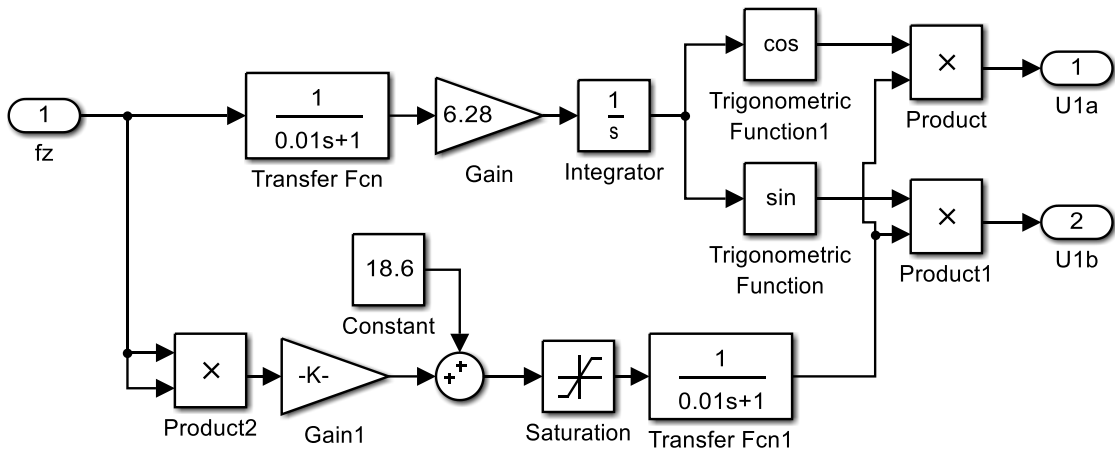 cos
1
1
×
1
6.28
1
0.01s+1
s
Trigonometric
U1a
Function1
Product
fz
Transfer Fcn
Gain
Integrator
sin
×
2
Trigonometric
Function
Product1
U1b
18.6
Constant
×
-K-
+
+
1
0.01s+1
Product2
Gain1
Saturation
Transfer Fcn1